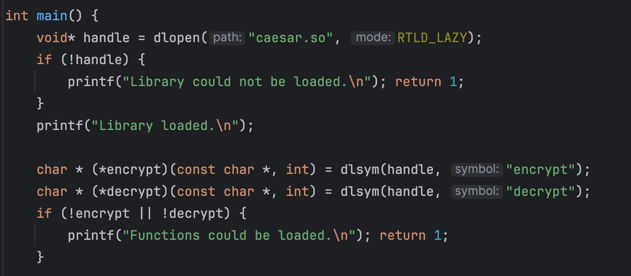 int main() {
void* handle = dlopen( path: "caesar.so", mode: RTLD_LAZY);
if (!handle) {
printf("Library could not be loaded.\n"); return 1;
}
printf("Library loaded.\n");
char * (*encrypt)(const char *, int) = dlsym(handle, symbol: "encrypt");
char * (*decrypt)(const char *, int) = dlsym(handle, symbol: "decrypt");
if (!encrypt || !decrypt) {
printf("Functions could be loaded.\n"); return 1;
}